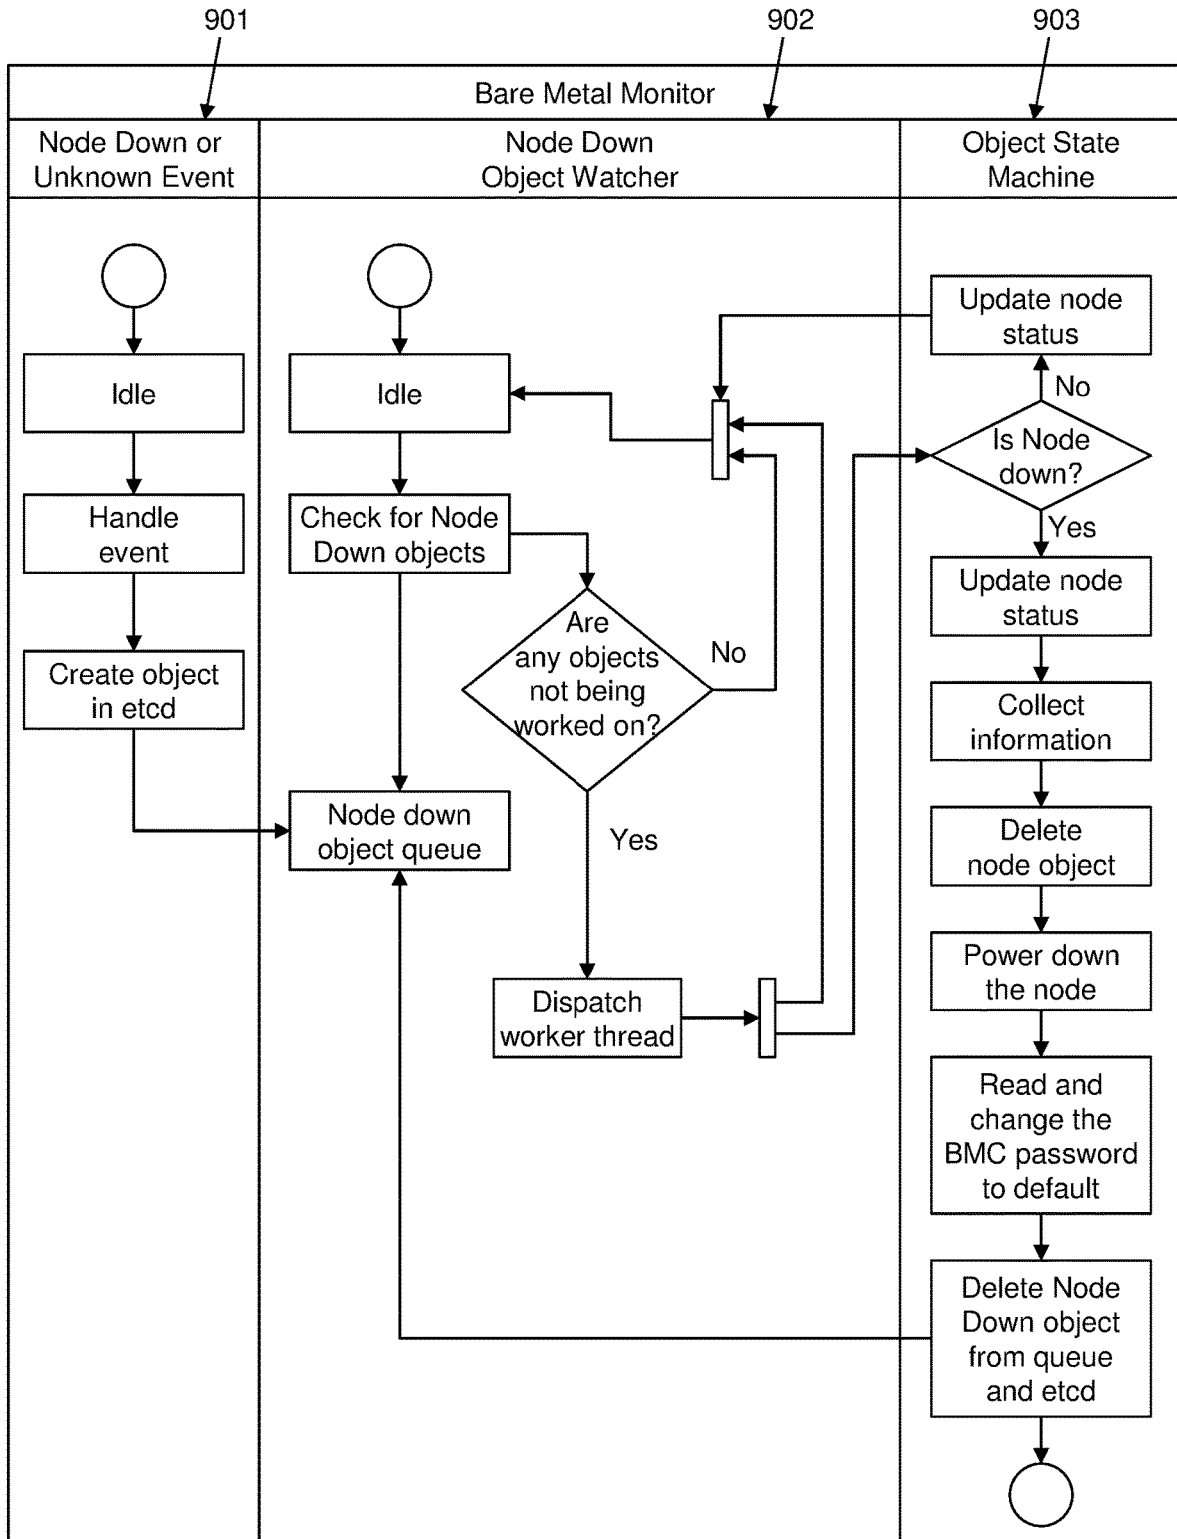 901
902
903
Bare Metal Monitor
Node Down or
Unknown Event
Node Down
Object Watcher
Object State
Machine
Idle
Handle
event
Create object
in etcd
Idle
Check for Node
Down objects
Are
any objects
not being
worked on?
No
Yes
Node down
object queue
Dispatch
worker thread
Update node
status
No
Is Node
down?
Yes
Update node
status
Collect
information
Delete
node object
Power down
the node
Read and
change the
BMC password
to default
Delete Node
Down object
from queue
and etcd